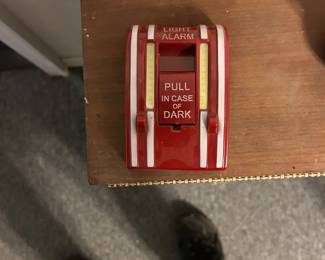 LIGHT
ALARM
PULL
IN CASE
OF
DARK